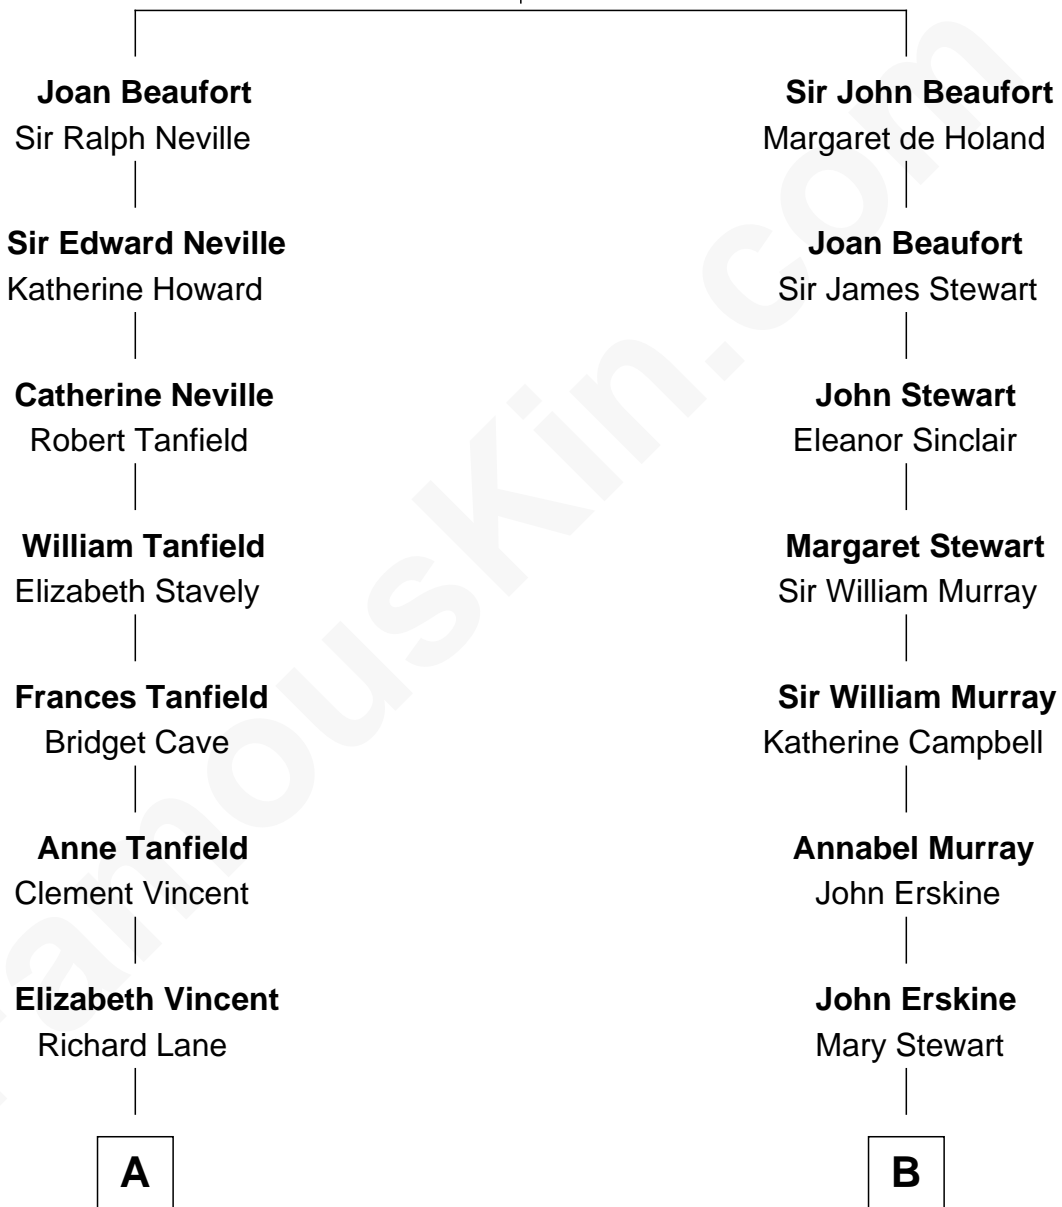 Joan Beaufort
Sir Ralph Neville
Sir John Beaufort
Margaret de Holand
Sir Edward Neville
Katherine Howard
Joan Beaufort
Sir James Stewart
Catherine Neville
Robert Tanfield
John Stewart
Eleanor Sinclair
William Tanfield
Elizabeth Stavely
Margaret Stewart
Sir William Murray
Frances Tanfield
Bridget Cave
Sir William Murray
Katherine Campbell
Anne Tanfield
Clement Vincent
Annabel Murray
John Erskine
Elizabeth Vincent
Richard Lane
John Erskine
Mary Stewart
A
B
FamousKin.com